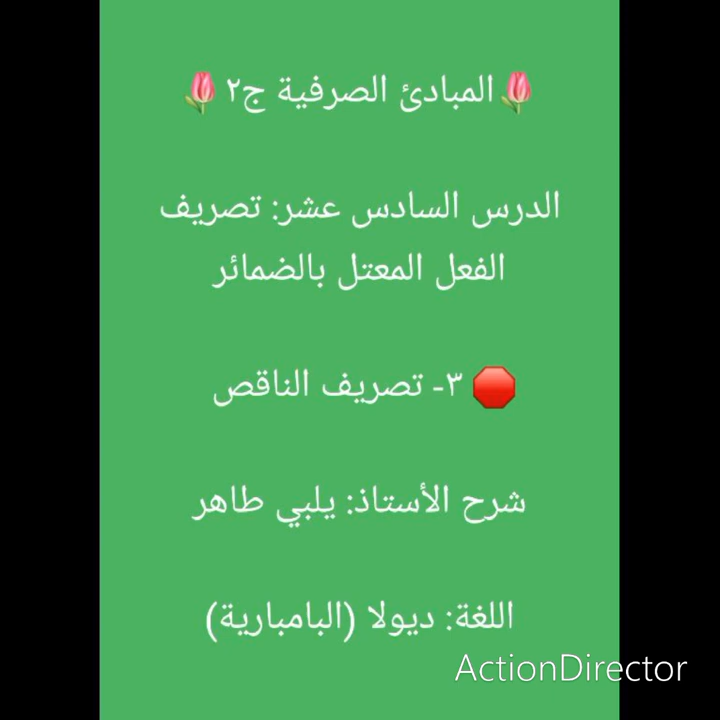 🌷المبادئ الصرفية ج٢🌷
الدرس السادس عشر: تصريف
الفعل المعتل بالضمائر
🛑 ٣- تصريف الناقص
شرح الأستاذ: يلبي طاهر
اللغة: ديولا (البامبارية)
ActionDirector